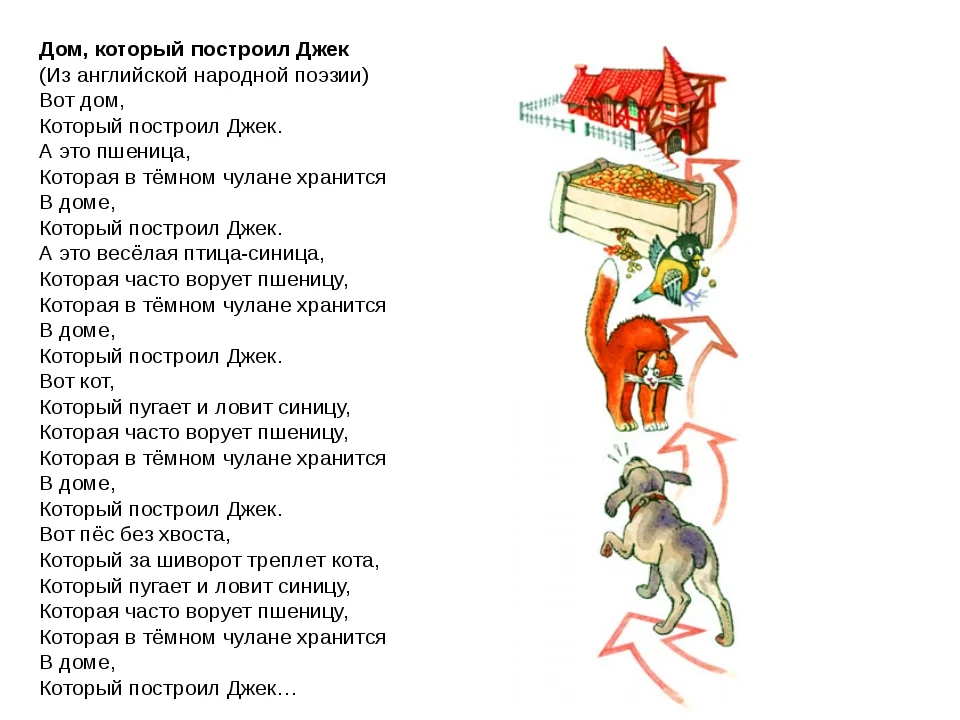 Дом, который построил Джек
(Из английской народной поэзии)
Вот дом,
Который построил Джек.
А это пшеница,
Которая в тёмном чулане хранится
В доме,
Который построил Джек.
А это весёлая птица-синица,
Которая часто ворует пшеницу,
Которая в тёмном чулане хранится
В доме,
Который построил Джек.
Вот кот,
Который пугает и ловит синицу,
Которая часто ворует пшеницу,
Которая в тёмном чулане хранится
В доме,
Который построил Джек.
Вот пёс без хвоста,
Который за шиворот треплет кота,
Который пугает и ловит синицу,
Которая часто ворует пшеницу,
Которая в тёмном чулане хранится
В доме,
Который построил Джек…